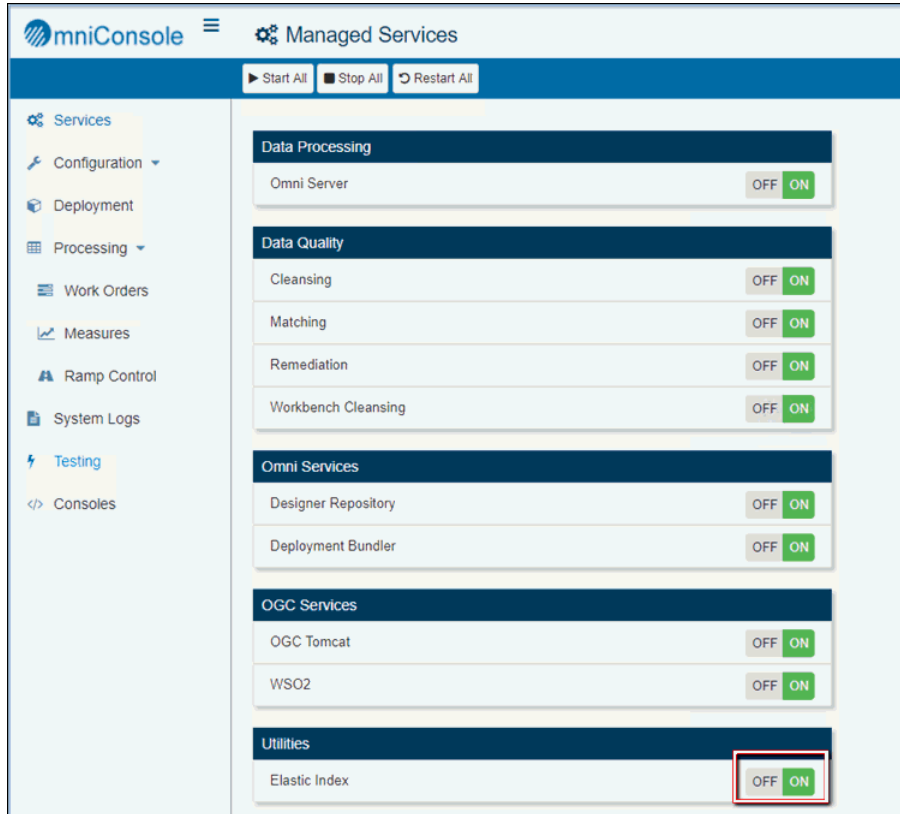 OmniConsole
Managed Services
Start All Stop All Restart All
Services
Configuration
Deployment
Processing
Work Orders
Measures
Ramp Control
System Logs
Testing
Consoles
Data Processing
Omni Server OFF ON
Data Quality
Cleansing OFF ON
Matching OFF ON
Remediation OFF ON
Workbench Cleansing OFF ON
Omni Services
Designer Repository OFF ON
Deployment Bundler OFF ON
OGC Services
OGC Tomcat OFF ON
WSO2 OFF ON
Utilities
Elastic Index OFF ON